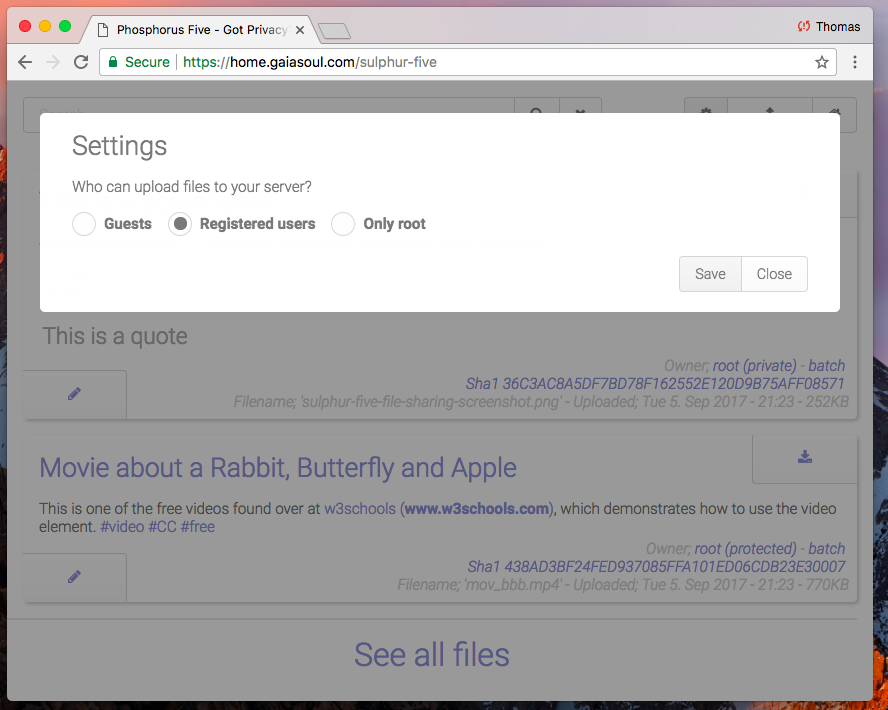 Phosphorus Five - Got Privacy
Thomas
Secure
https://home.gaiasoul.com/sulphur-five
Settings
Who can upload files to your server?
Guests Registered users Only root
Save Close
This is a quote
Owner; root (private) - batch
Sha1 36C3AC8A5DF7BD78F162552E120D9B75AFF08571
Filename; 'sulphur-five-file-sharing-screenshot.png' - Uploaded; Tue 5. Sep 2017 - 21:23 - 252KB
Movie about a Rabbit, Butterfly and Apple
This is one of the free videos found over at w3schools (www.w3schools.com), which demonstrates how to use the video
element. #video #CC #free
Owner; root (protected) - batch
Sha1 438AD3BF24FED937085FFA101ED06CDB23E30007
Filename; 'mov_bbb.mp4' - Uploaded; Tue 5. Sep 2017 - 21:23 - 770KB
See all files